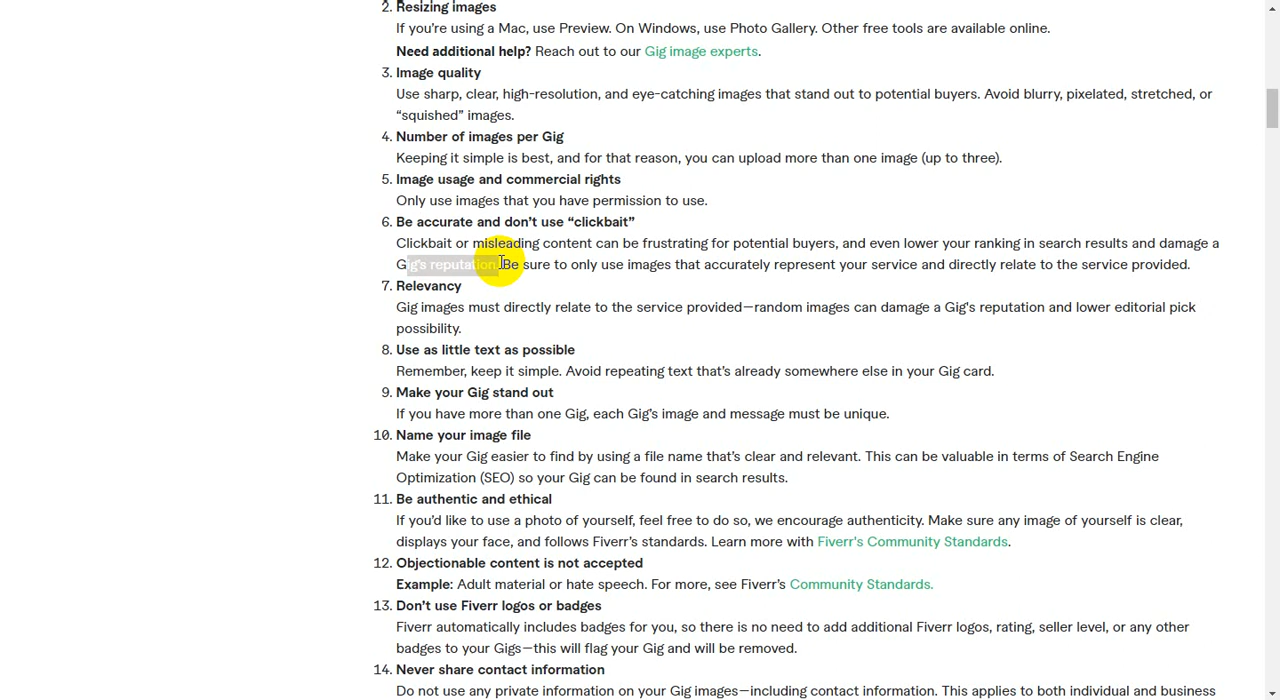 2. Resizing images
If you’re using a Mac, use Preview. On Windows, use Photo Gallery. Other free tools are available online.
Need additional help? Reach out to our Gig image experts.
3. Image quality
Use sharp, clear, high-resolution, and eye-catching images that stand out to potential buyers. Avoid blurry, pixelated, stretched, or
“squished” images.
4. Number of images per Gig
Keeping it simple is best, and for that reason, you can upload more than one image (up to three).
5. Image usage and commercial rights
Only use images that you have permission to use.
6. Be accurate and don’t use “clickbait”
Clickbait or misleading content can be frustrating for potential buyers, and even lower your ranking in search results and damage a
Gig's reputation. Be sure to only use images that accurately represent your service and directly relate to the service provided.
7. Relevancy
Gig images must directly relate to the service provided—random images can damage a Gig's reputation and lower editorial pick
possibility.
8. Use as little text as possible
Remember, keep it simple. Avoid repeating text that’s already somewhere else in your Gig card.
9. Make your Gig stand out
If you have more than one Gig, each Gig’s image and message must be unique.
10. Name your image file
Make your Gig easier to find by using a file name that’s clear and relevant. This can be valuable in terms of Search Engine
Optimization (SEO) so your Gig can be found in search results.
11. Be authentic and ethical
If you’d like to use a photo of yourself, feel free to do so, we encourage authenticity. Make sure any image of yourself is clear,
displays your face, and follows Fiverr’s standards. Learn more with Fiverr's Community Standards.
12. Objectionable content is not accepted
Example: Adult material or hate speech. For more, see Fiverr’s Community Standards.
13. Don’t use Fiverr logos or badges
Fiverr automatically includes badges for you, so there is no need to add additional Fiverr logos, rating, seller level, or any other
badges to your Gigs—this will flag your Gig and will be removed.
14. Never share contact information
Do not use any private information on your Gig images—including contact information. This applies to both individual and business